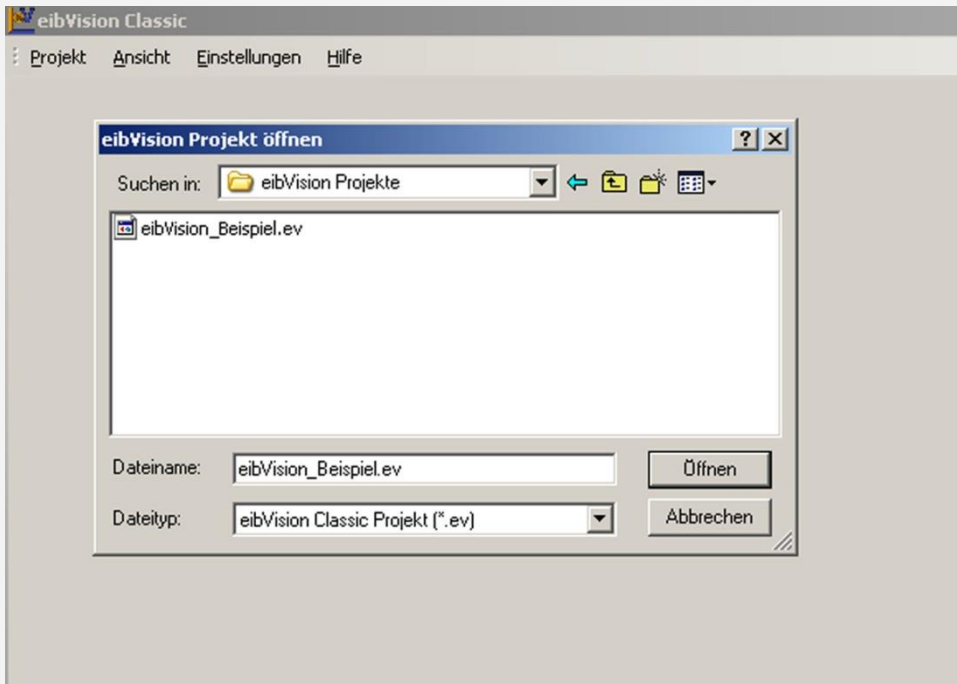 eibVision Classic
Projekt Ansicht Einstellungen Hilfe
eibVision Projekt öffnen
Suchen in: eibVision Projekte
eibVision_Beispiel.ev
Dateiname: eibVision_Beispiel.ev Öffnen
Dateityp: eibVision Classic Projekt (*.ev) Abbrechen